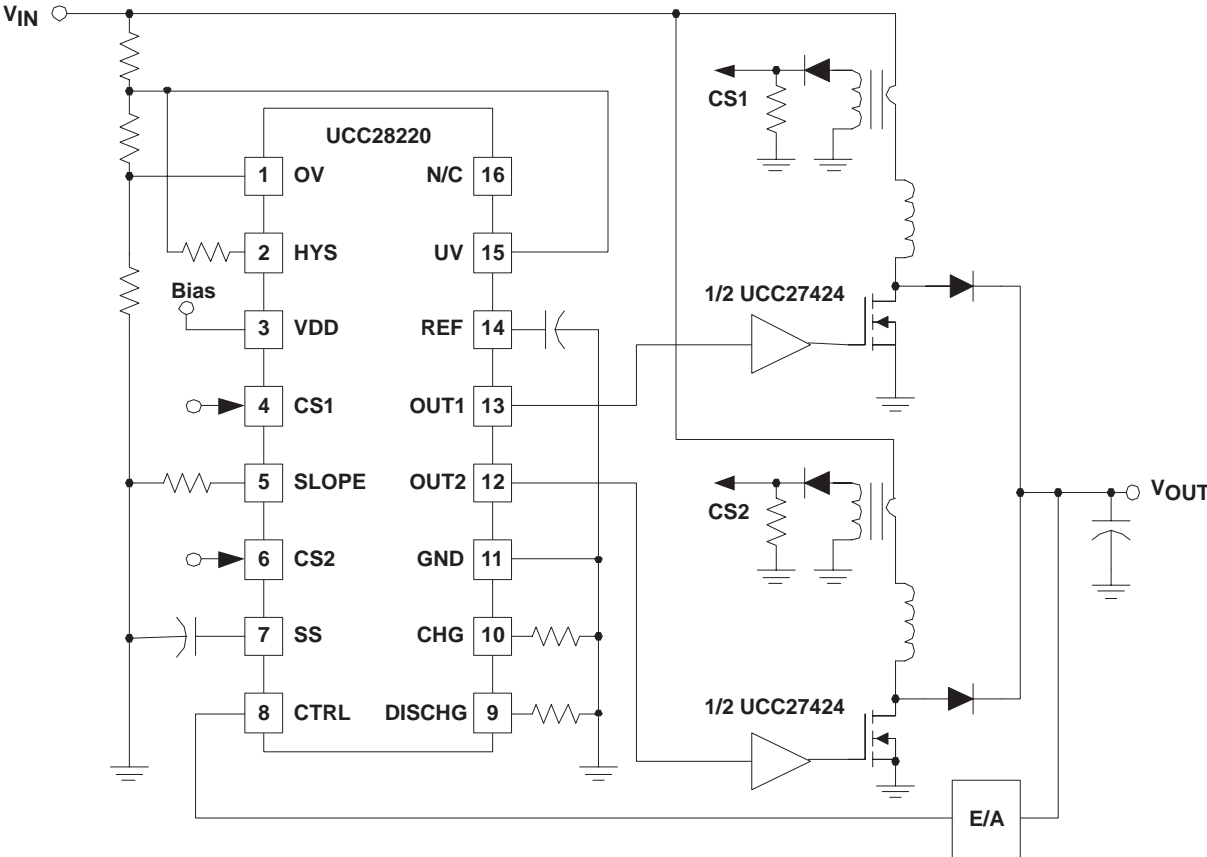 VIN
CS1
UCC28220
1 OV
N/C 16
2 HYS
UV 15
Bias
1/2 UCC27424
3 VDD
REF 14
4 CS1
OUT1 13
5 SLOPE
OUT2 12
CS2
VOUT
6 CS2
GND 11
7 SS
CHG 10
8 CTRL
DISCHG 9
1/2 UCC27424
E/A